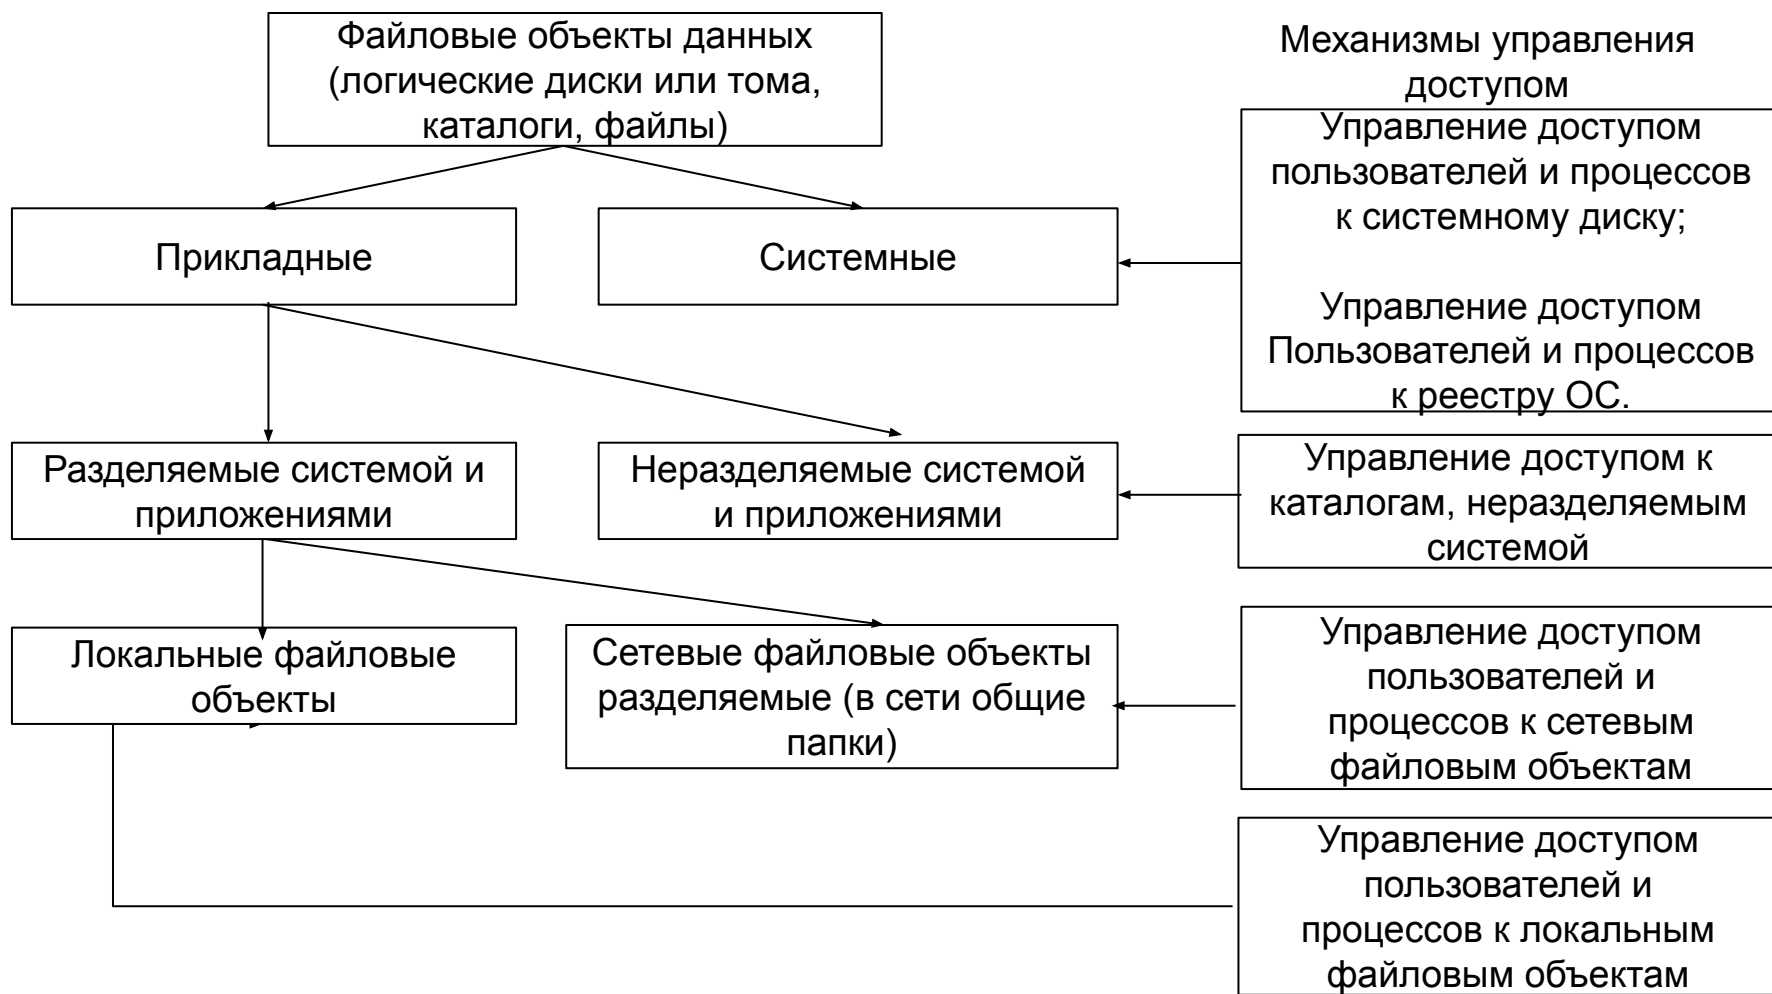 Файловые объекты данных
(логические диски или тома,
каталоги, файлы)
Механизмы управления
доступом
Управление доступом
пользователей и процессов
к системному диску;
Управление доступом
Пользователей и процессов
к реестру ОС.
Прикладные
Системные
Разделяемые системой и
приложениями
Неразделяемые системой
и приложениями
Управление доступом к
каталогам, неразделяемым
системой
Локальные файловые
объекты
Сетевые файловые объекты
разделяемые (в сети общие
папки)
Управление доступом
пользователей и
процессов к сетевым
файловым объектам
Управление доступом
пользователей и
процессов к локальным
файловым объектам